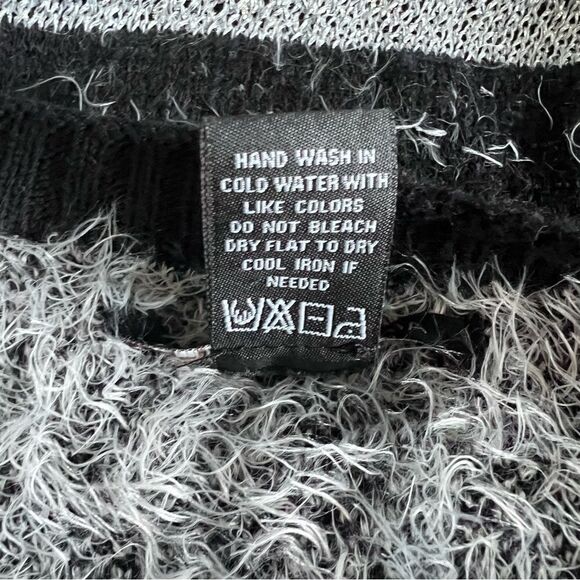 HAND WASH IN
COLD WATER WITH
LIKE COLORS
DO NOT BLEACH
DRY FLAT TO DRY
COOL IRON IF
NEEDED